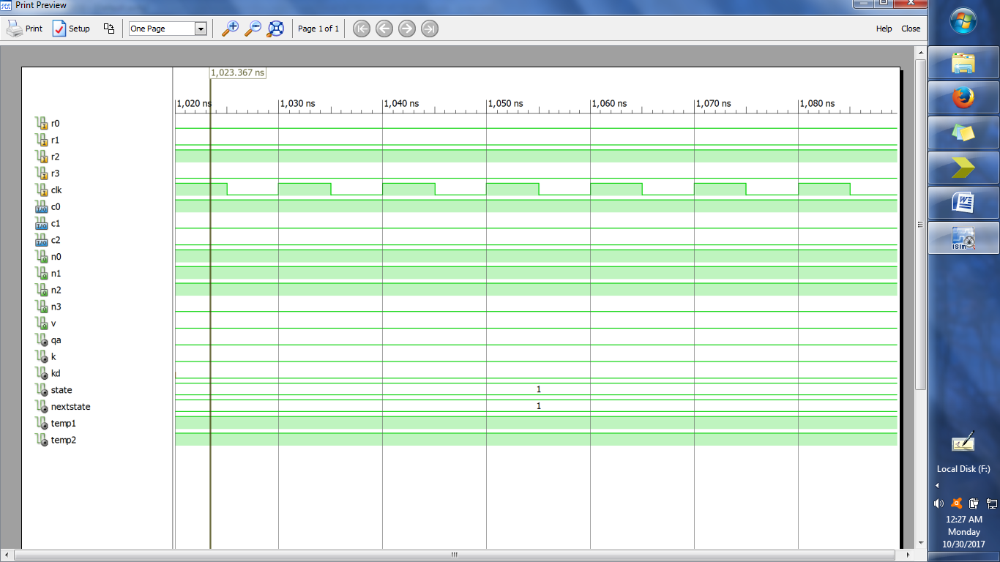 Print Preview
Print Setup One Page Page 1 of 1 Help Close
1,023.367 ns
1,020 ns 1,030 ns 1,040 ns 1,050 ns 1,060 ns 1,070 ns 1,080 ns
r0
r1
r2
r3
clk
c0
c1
c2
n0
n1
n2
n3
v
qa
k
kd
state 1
nextstate 1
temp1
temp2
ISim
Local Disk (F:)
12:27 AM
Monday
10/30/2017